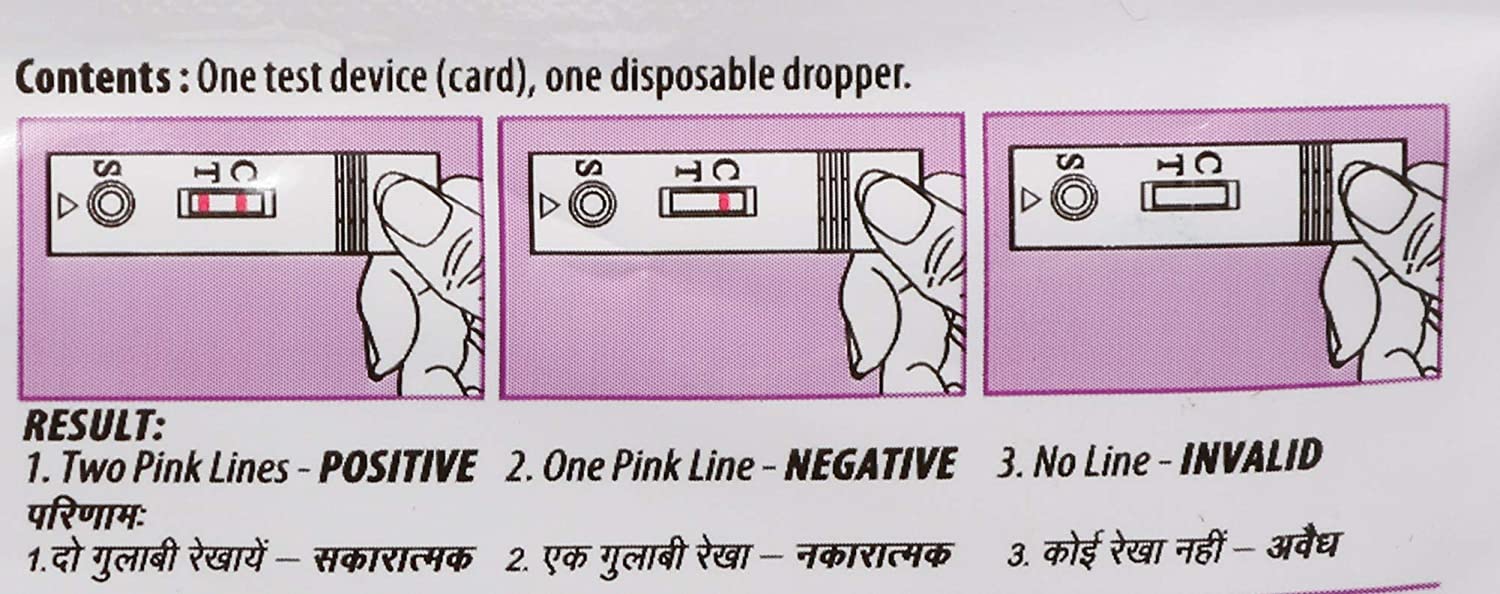 Contents : One test device (card), one disposable dropper.
S T C
S T C
S T C
RESULT:
1. Two Pink Lines - POSITIVE 2. One Pink Line - NEGATIVE 3. No Line - INVALID
परिणामः
1. दो गुलाबी रेखायें – सकारात्मक 2. एक गुलाबी रेखा – नकारात्मक 3. कोई रेखा नहीं – अवैध